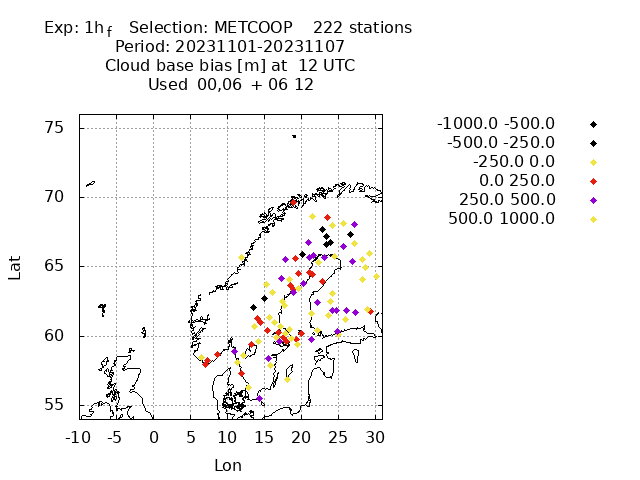 Exp: 1h_f   Selection: METCOOP    222 stations
Period: 20231101-20231107
Cloud base bias [m] at  12 UTC
Used  00,06  + 06 12
-1000.0 -500.0
-500.0 -250.0
-250.0 0.0
0.0 250.0
250.0 500.0
500.0 1000.0
75
70
65
60
55
Lat
-10 -5 0 5 10 15 20 25 30
Lon